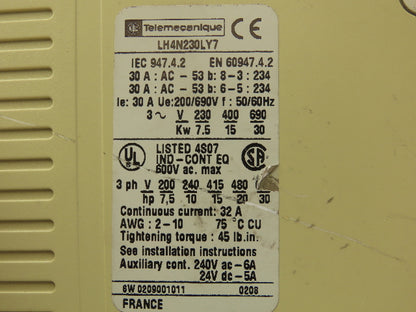 Telemecanique CE
LH4N230LY7
IEC 947.4.2 EN 60947.4.2
30 A : AC - 53 b : 8 - 3 : 234
30 A : AC - 53 b : 6 - 5 : 234
Ie: 30 A Ue:200/690V f : 50/60Hz
3~ V 230 400 690
Kw 7.5 15 30
UL LISTED 4S07 SA
IND-CONT EQ
600V ac. max
3 ph V 200 240 415 480
hp 7,5 10 15 20 30
Continuous current: 32 A
AWG : 2-10 75 °C CU
Tightening torque : 45 lb.in.
See installation instructions
Auxiliary cont. 240V ac-6A
24V dc-5A
8W 0209001011 0208
FRANCE